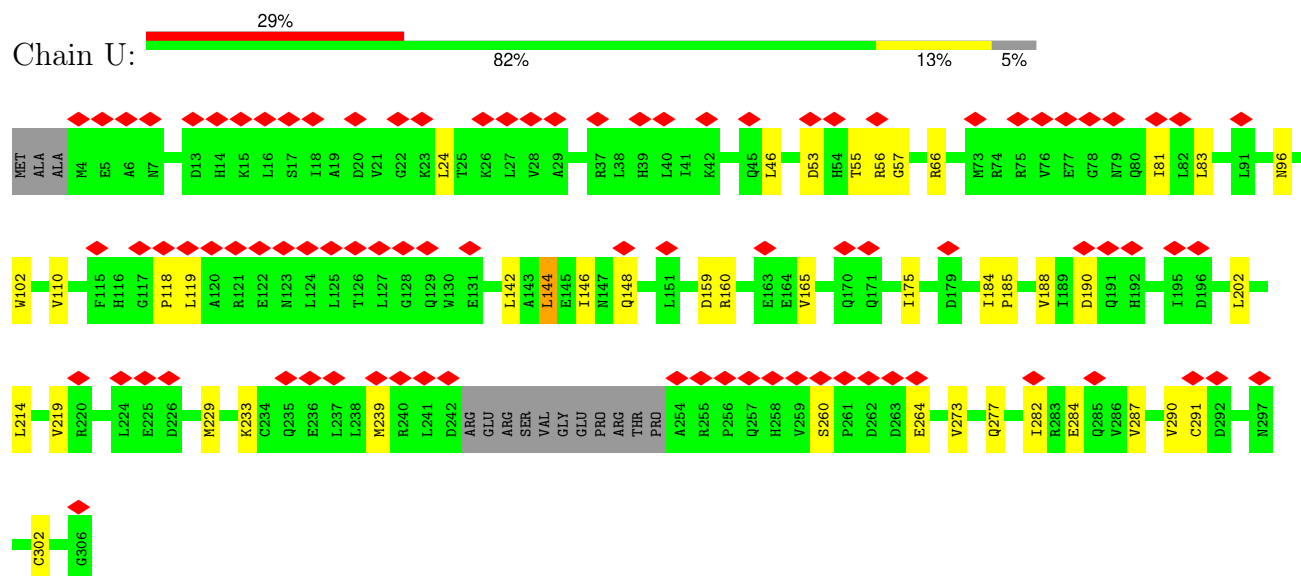 29%
Chain U:
82% 13% 5%
MET ALA ALA M4 E5 A6 N7 D13 H14 K15 L16 S17 I18 A19 D20 V21 G22 K23 L24 T25 K26 L27 V28 A29 R37 L38 H39 L40 I41 K42 Q45 L46 D53 H54 T55 R56 G57 R66 M73 R74 R75 V76 E77 G78 N79 Q80 I81 L82 L83 L91 N96
W102 V110 F115 H116 G117 P118 L119 A120 R121 E122 N123 L124 L125 T126 L127 G128 Q129 W130 E131 L142 A143 L144 E145 I146 N147 Q148 L151 D159 R160 E163 E164 V165 Q170 Q171 I175 D179 I184 P185 V188 I189 D190 Q191 H192 I195 D196 L202
L214 V219 R220 L224 E225 D226 M229 K233 C234 Q235 E236 L237 L238 M239 R240 L241 D242 ARG GLU ARG SER VAL GLY GLU PRO ARG THR PRO A254 R255 P256 Q257 H258 V259 S260 P261 D262 D263 E264 V273 Q277 I282 R283 E284 Q285 V286 V287 V290 C291 D292 N297
C302 G306